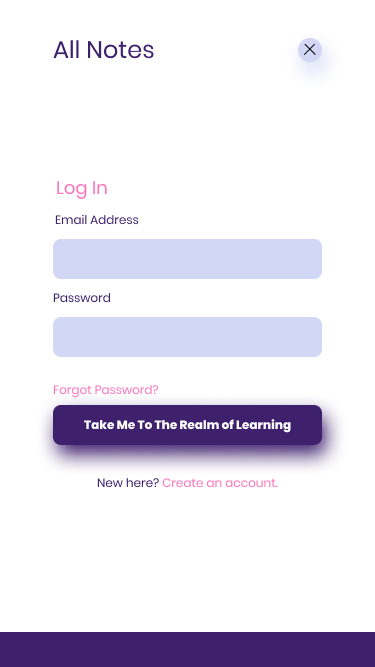 All Notes
Log In
Email Address
Password
Forgot Password?
Take Me To The Realm of Learning
New here? Create an account.